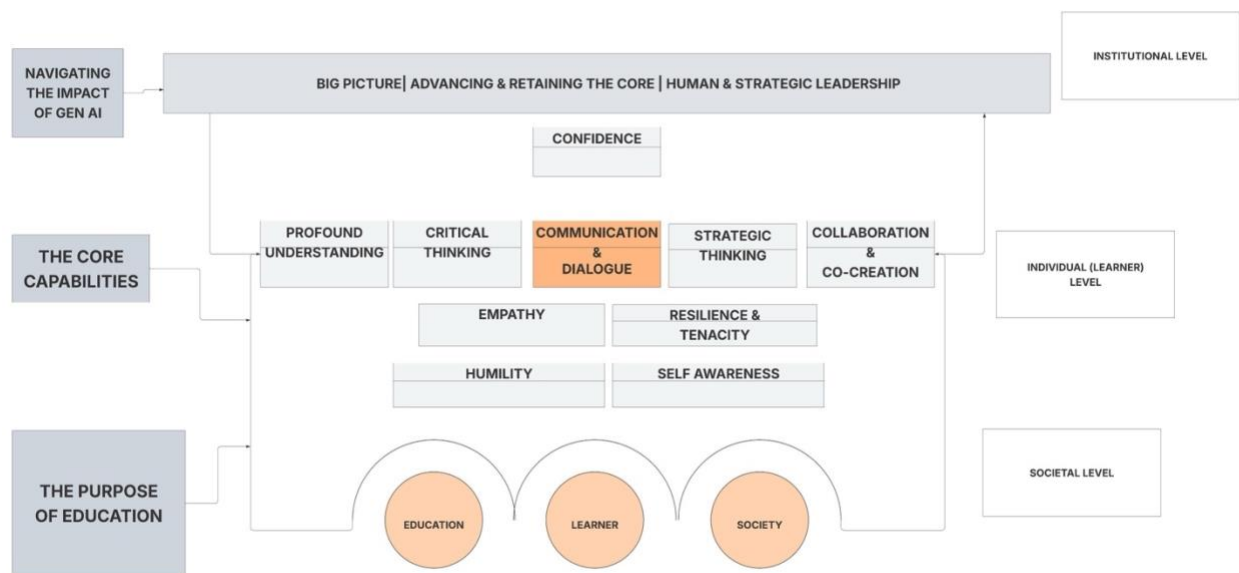 INSTITUTIONAL LEVEL
NAVIGATING
THE IMPACT
OF GEN AI
BIG PICTURE| ADVANCING & RETAINING THE CORE | HUMAN & STRATEGIC LEADERSHIP
CONFIDENCE
THE CORE
CAPABILITIES
PROFOUND
UNDERSTANDING
CRITICAL
THINKING
COMMUNICATION
&
DIALOGUE
STRATEGIC
THINKING
COLLABORATION
&
CO-CREATION
INDIVIDUAL (LEARNER)
LEVEL
EMPATHY
RESILIENCE &
TENACITY
HUMILITY
SELF AWARENESS
THE PURPOSE
OF EDUCATION
EDUCATION
LEARNER
SOCIETY
SOCIETAL LEVEL